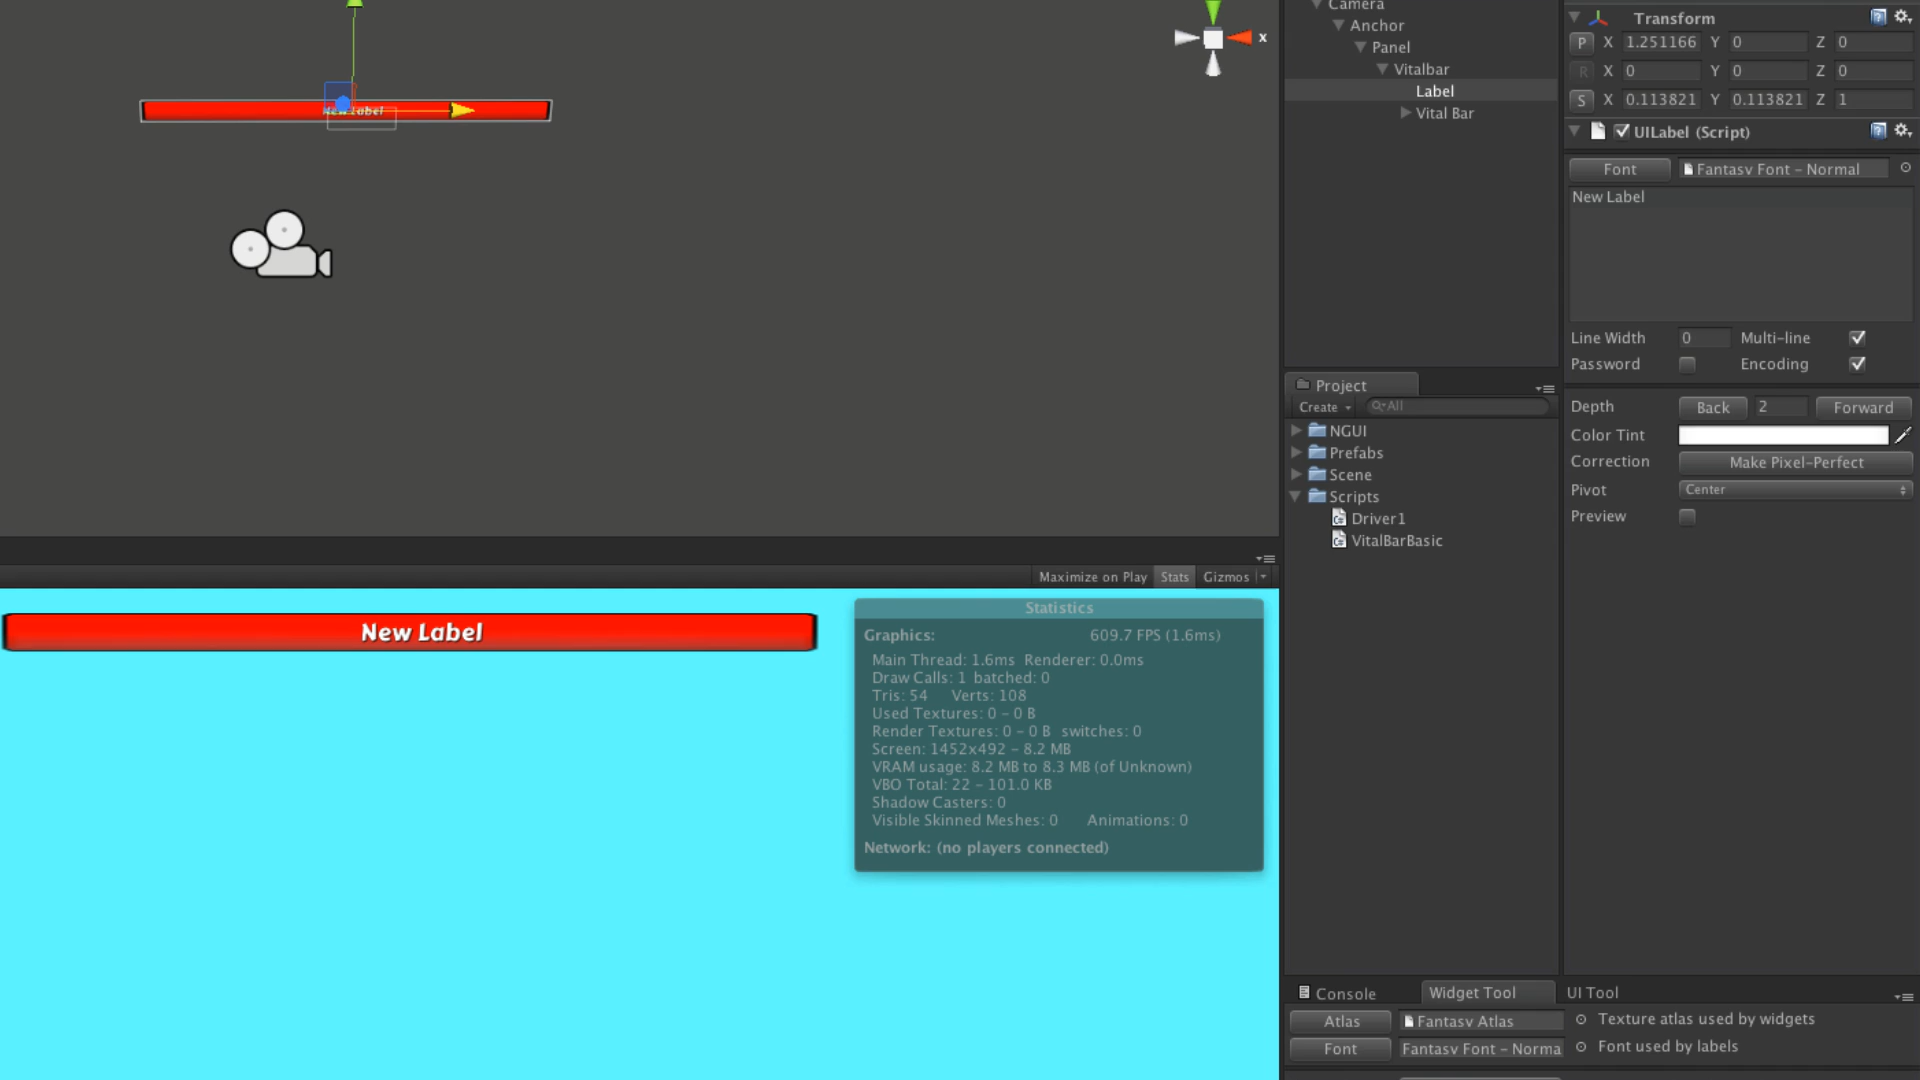 x
New Label
Maximize on Play Stats Gizmos
New Label
Statistics
Graphics: 609.7 FPS (1.6ms)
Main Thread: 1.6ms Renderer: 0.0ms
Draw Calls: 1 batched: 0
Tris: 54 Verts: 108
Used Textures: 0 – 0 B
Render Textures: 0 – 0 B switches: 0
Screen: 1452x492 – 8.2 MB
VRAM usage: 8.2 MB to 8.3 MB (of Unknown)
VBO Total: 22 – 101.0 KB
Shadow Casters: 0
Visible Skinned Meshes: 0 Animations: 0
Network: (no players connected)
Camera
Anchor
Panel
Vitalbar
Label
Vital Bar
Project
Create All
NGUI
Prefabs
Scene
Scripts
Driver1
VitalBarBasic
Transform
P X 1.251166 Y 0 Z 0
R X 0 Y 0 Z 0
S X 0.113821 Y 0.113821 Z 1
UILabel (Script)
Font Fantasy Font – Normal
New Label
Line Width 0 Multi-line
Password Encoding
Depth Back 2 Forward
Color Tint
Correction Make Pixel-Perfect
Pivot Center
Preview
Console Widget Tool UI Tool
Atlas Fantasy Atlas Texture atlas used by widgets
Font Fantasy Font – Norma Font used by labels